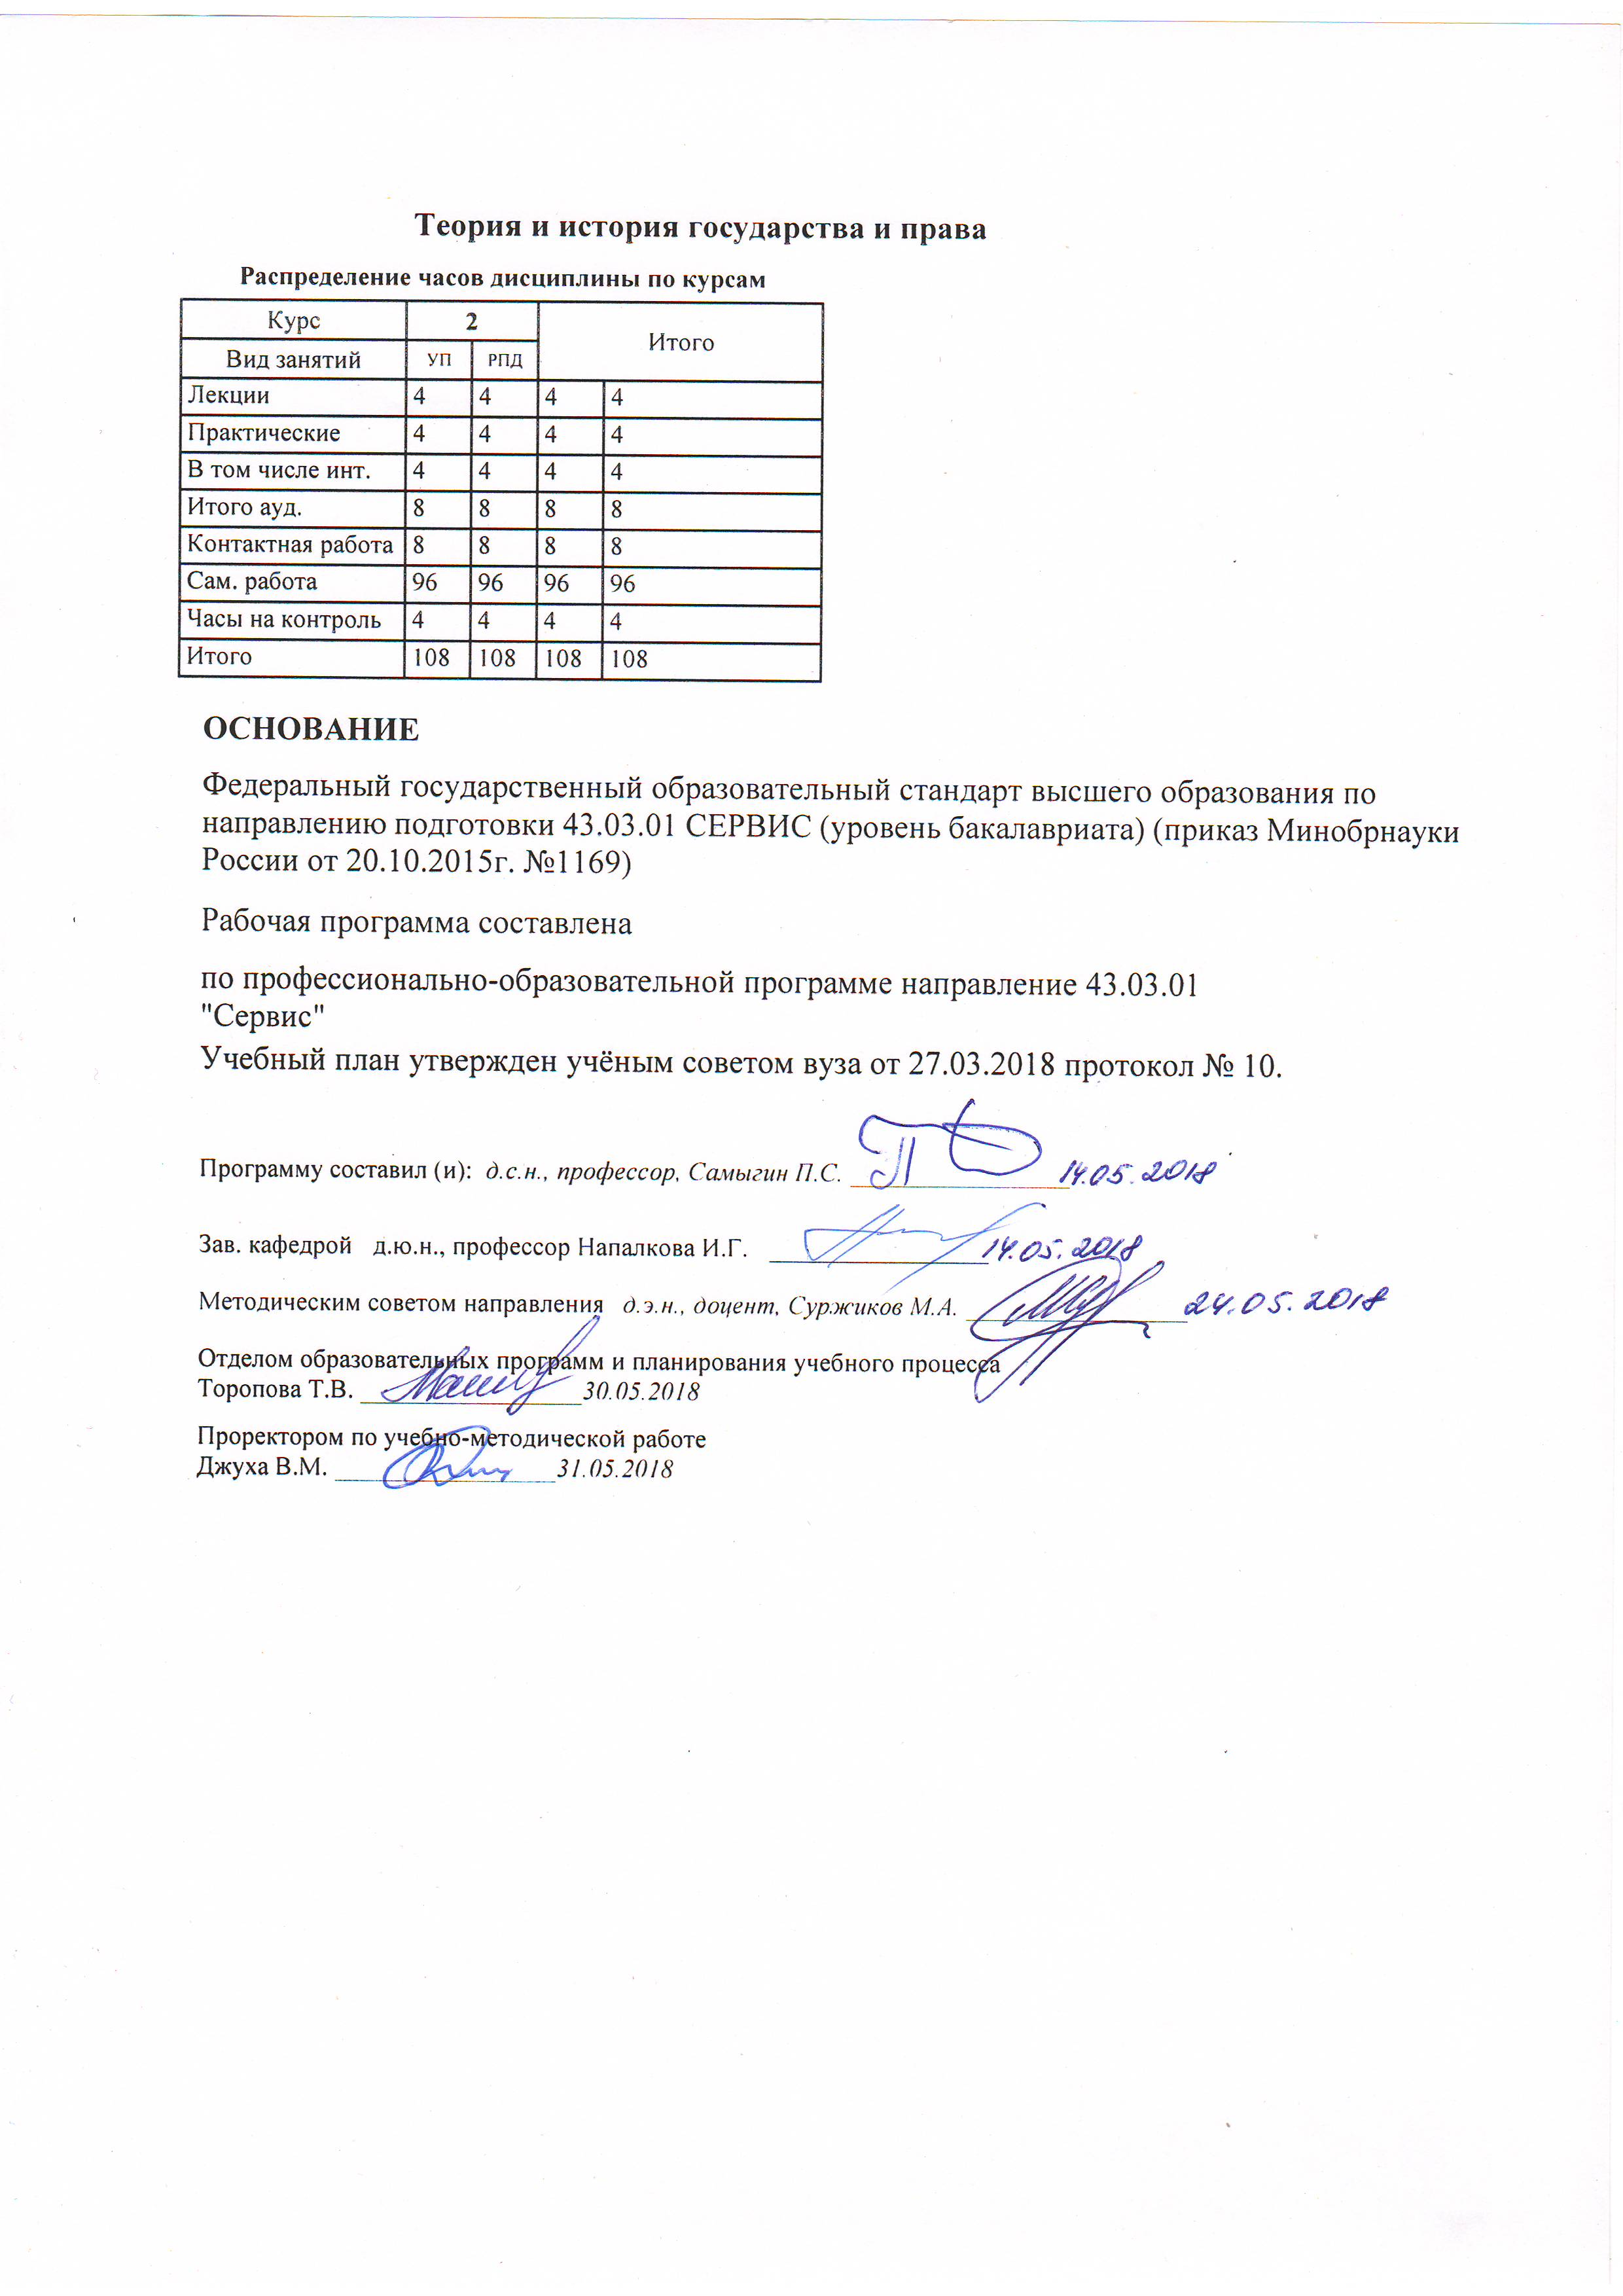 Теория и история государства и права
Распределение часов дисциплины по курсам
Курс 2 Итого
Вид занятий УП РПД
Лекции 4 4 4 4
Практические 4 4 4 4
В том числе инт. 4 4 4 4
Итого ауд. 8 8 8 8
Контактная работа 8 8 8 8
Сам. работа 96 96 96 96
Часы на контроль 4 4 4 4
Итого 108 108 108 108
ОСНОВАНИЕ
Федеральный государственный образовательный стандарт высшего образования по
направлению подготовки 43.03.01 СЕРВИС (уровень бакалавриата) (приказ Минобрнауки
России от 20.10.2015г. №1169)
Рабочая программа составлена
по профессионально-образовательной программе направление 43.03.01
"Сервис"
Учебный план утвержден учёным советом вуза от 27.03.2018 протокол № 10.
Программу составил (и): д.с.н., профессор, Самыгин П.С. 14.05.2018
Зав. кафедрой д.ю.н., профессор Напалкова И.Г. 14.05.2018
Методическим советом направления д.э.н., доцент, Суржиков М.А. 24.05.2018
Отделом образовательных программ и планирования учебного процесса
Торопова Т.В. 30.05.2018
Проректором по учебно-методической работе
Джуха В.М. 31.05.2018